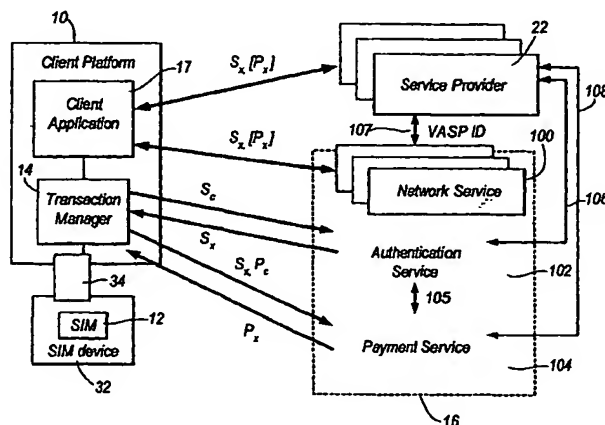 10
Client Platform
17
Client
Application
14
Transaction
Manager
34
SIM
12
SIM device
32
Sx, [Px]
Sx, [Px]
Sc
Sx
Sx, Pc
Px
22
Service Provider
107
VASP ID
108
106
100
Network Service
Authentication
Service
102
105
Payment Service
104
16